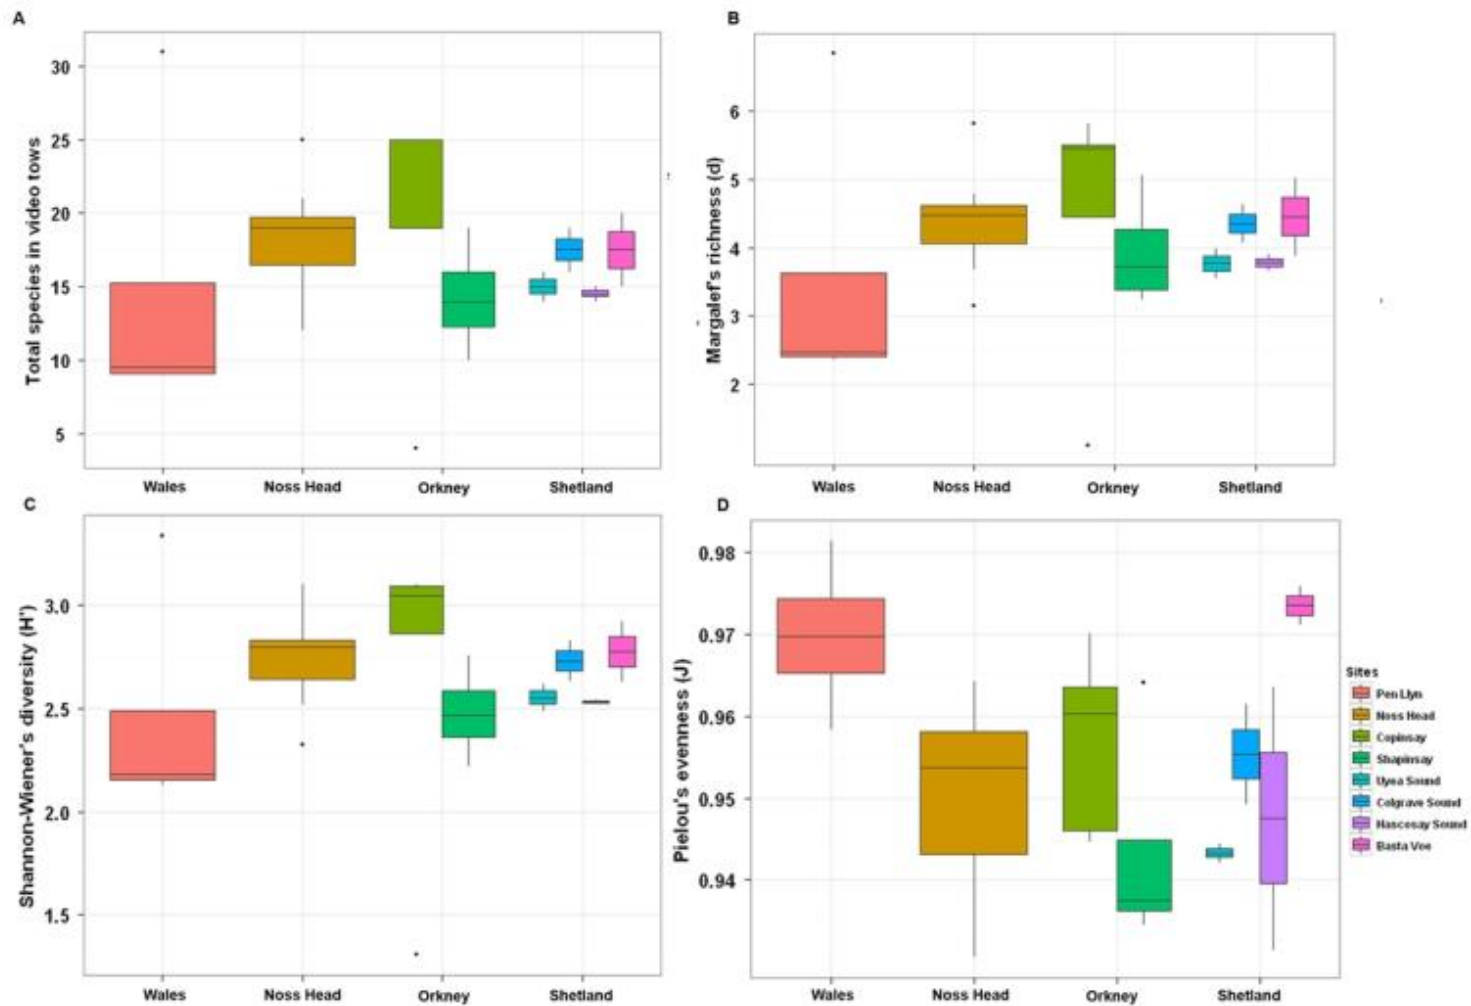 A
Total species in video tows
30
25
20
15
10
5
Wales Noss Head Orkney Shetland
B
Margalef's richness (d)
6
5
4
3
2
Wales Noss Head Orkney Shetland
C
Shannon-Wiener's diversity (H')
3.0
2.5
2.0
1.5
Wales Noss Head Orkney Shetland
D
Pielou's evenness (J)
0.98
0.97
0.96
0.95
0.94
Wales Noss Head Orkney Shetland
Sites
Pen Llyn
Noss Head
Copinsay
Shapinsay
Uyea Sound
Colgrave Sound
Hascosay Sound
Basta Voe